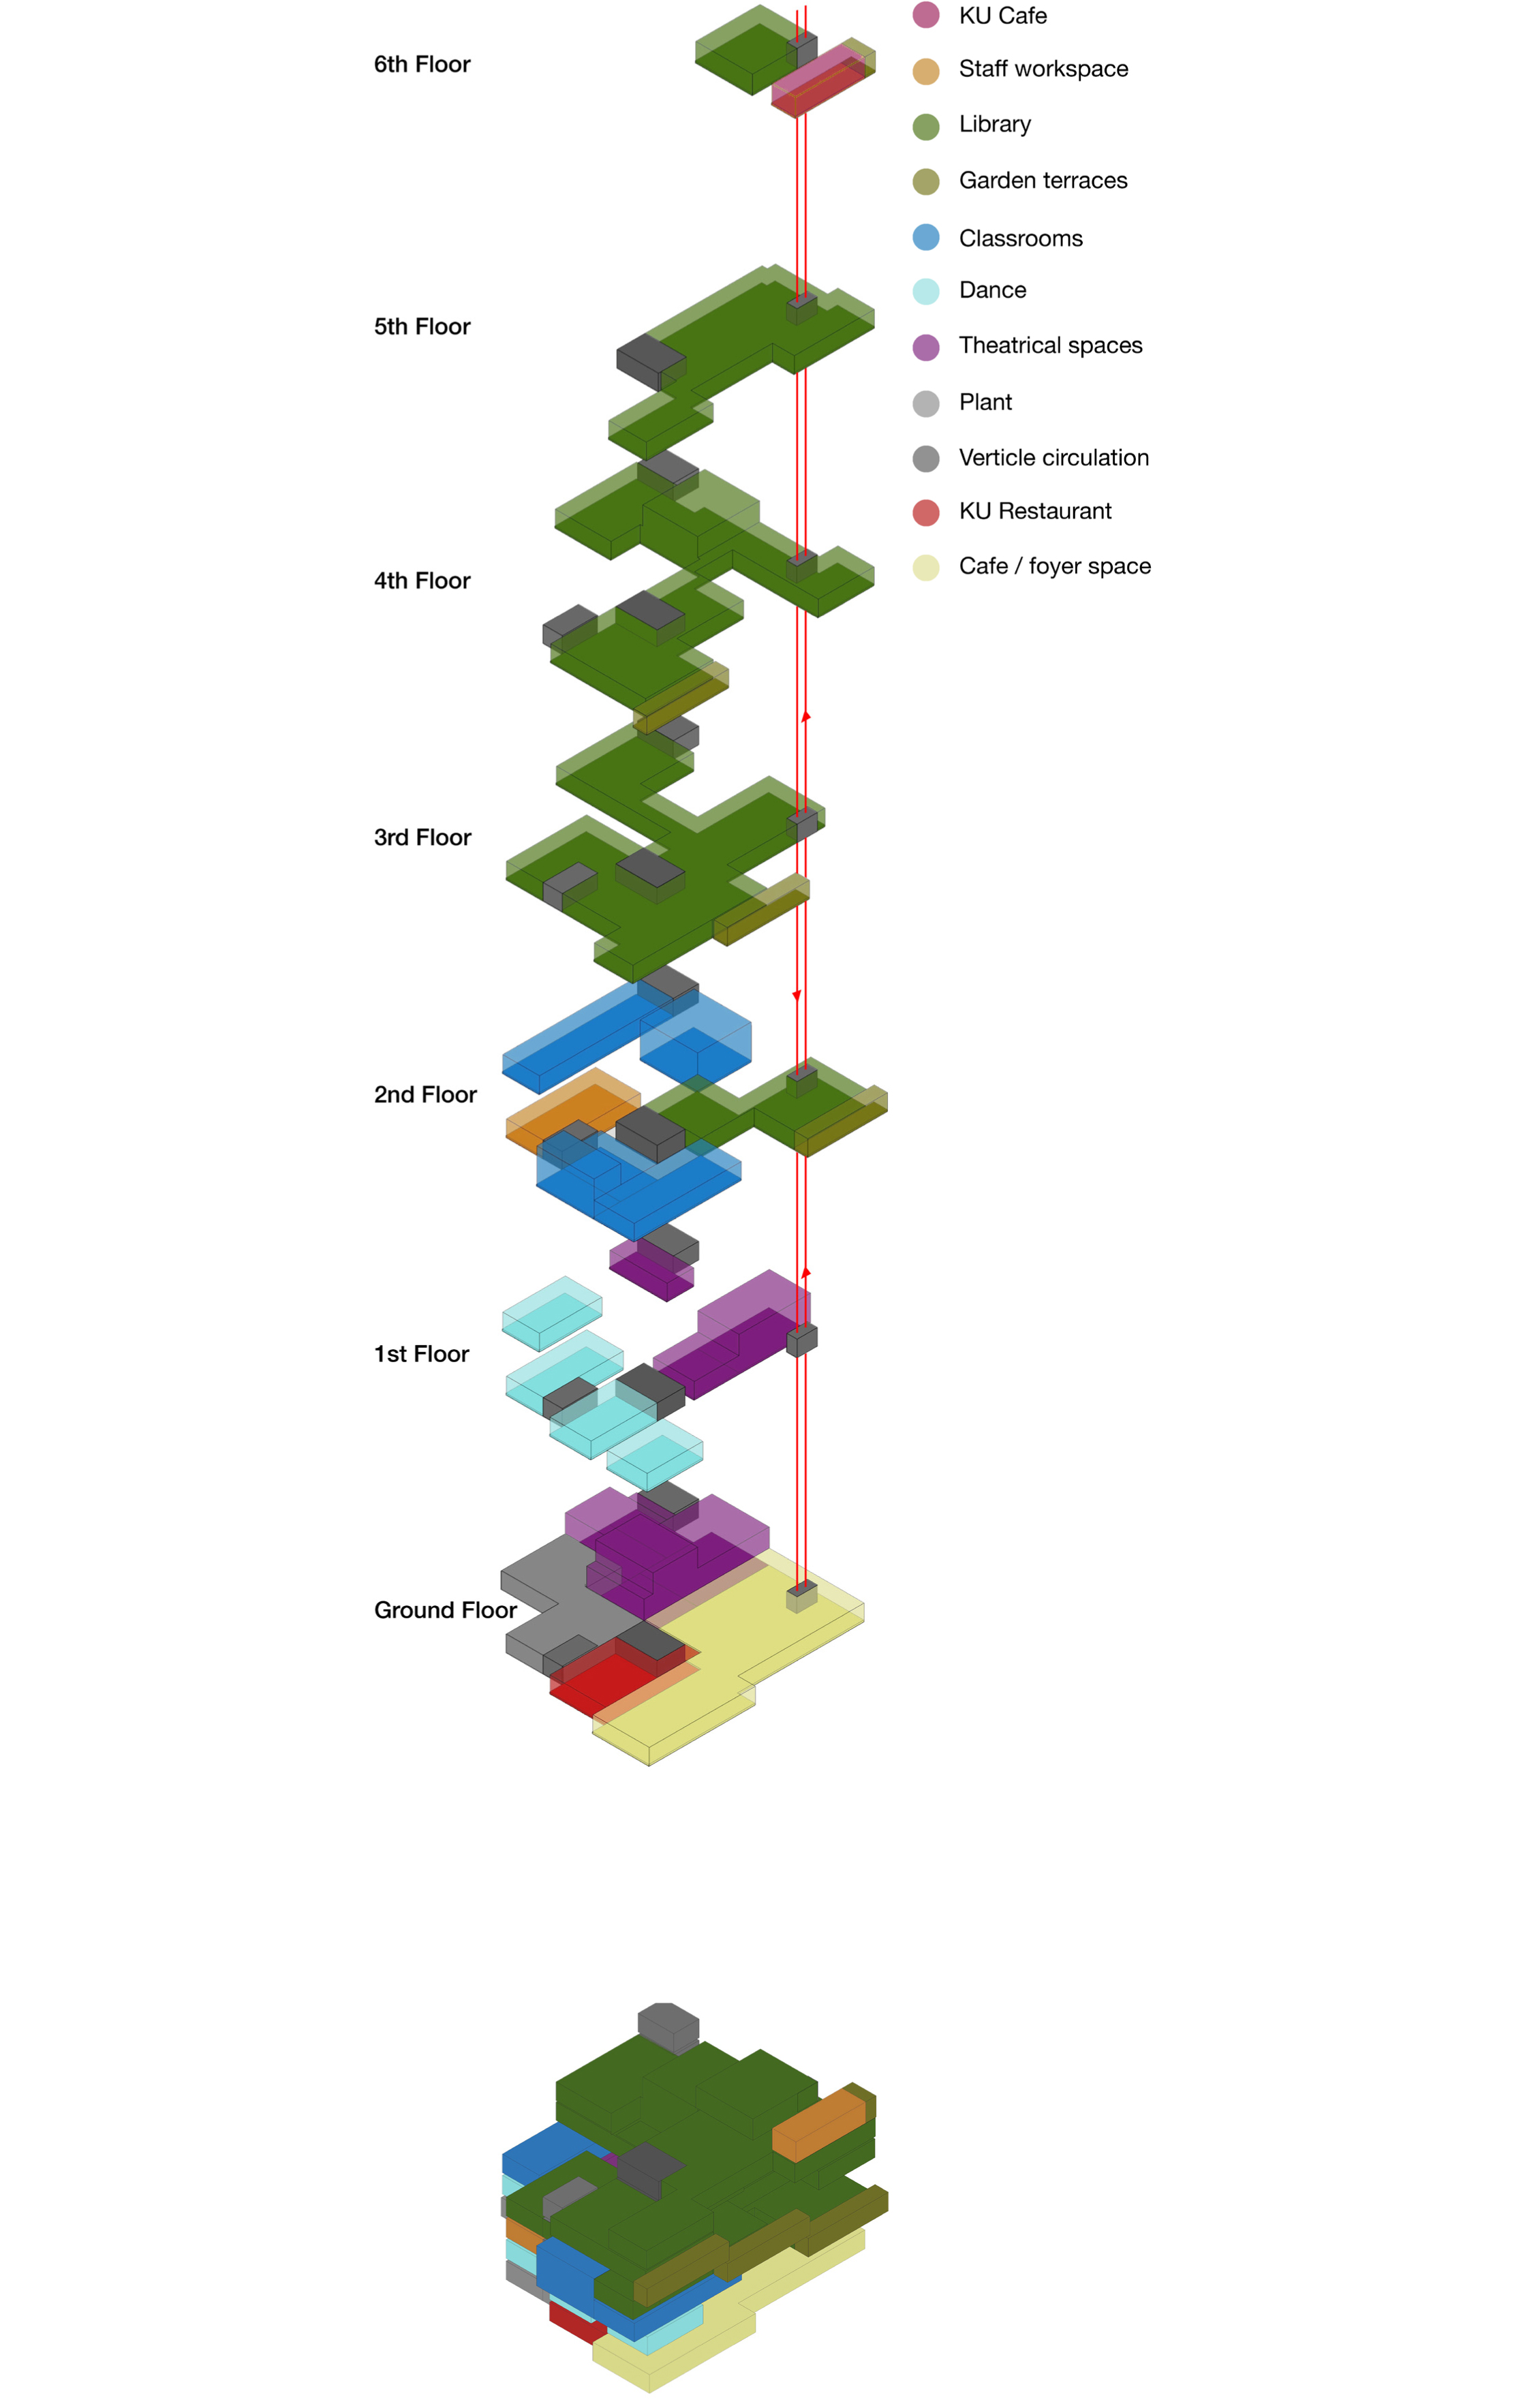 6th Floor
5th Floor
4th Floor
3rd Floor
2nd Floor
1st Floor
Ground Floor
KU Cafe
Staff workspace
Library
Garden terraces
Classrooms
Dance
Theatrical spaces
Plant
Verticle circulation
KU Restaurant
Cafe / foyer space